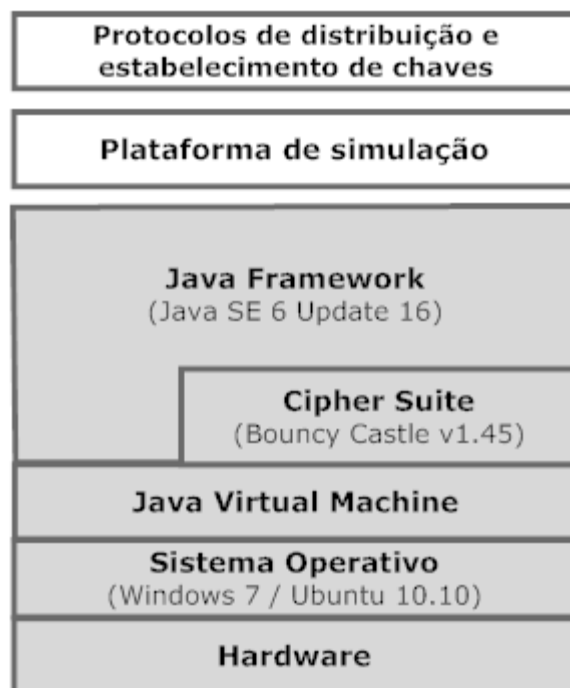 Protocolos de distribuição e
estabelecimento de chaves
Plataforma de simulação
Java Framework
(Java SE 6 Update 16)
Cipher Suite
(Bouncy Castle v1.45)
Java Virtual Machine
Sistema Operativo
(Windows 7 / Ubuntu 10.10)
Hardware